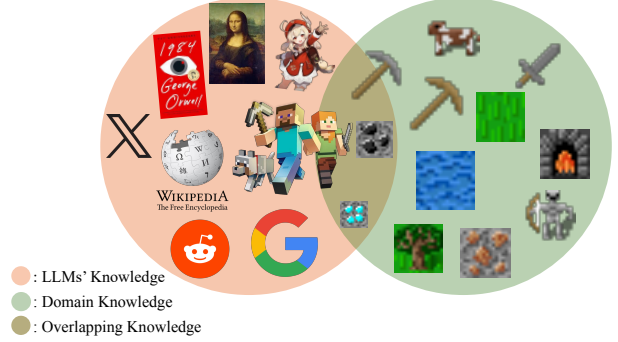 1984
George
Orwell
WIKIPEDIA
The Free Encyclopedia
: LLMs' Knowledge
: Domain Knowledge
: Overlapping Knowledge